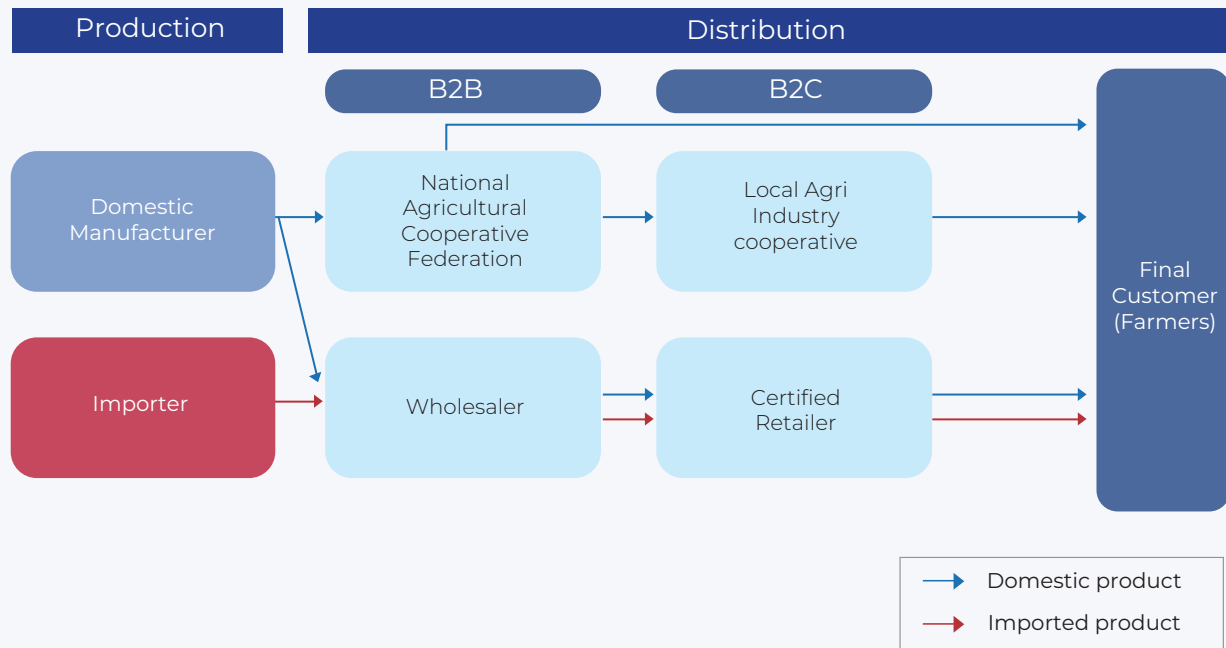 Production
Distribution
B2B
B2C
Domestic
Manufacturer
National
Agricultural
Cooperative
Federation
Local Agri
Industry
cooperative
Final
Customer
(Farmers)
Importer
Wholesaler
Certified
Retailer
Domestic product
Imported product